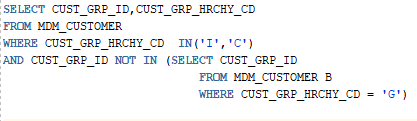 SELECT CUST_GRP_ID,CUST_GRP_HRCHY_CD
FROM MDM_CUSTOMER
WHERE CUST_GRP_HRCHY_CD  IN('I','C')
AND CUST_GRP_ID NOT IN (SELECT CUST_GRP_ID
FROM MDM_CUSTOMER B
WHERE CUST_GRP_HRCHY_CD = 'G')